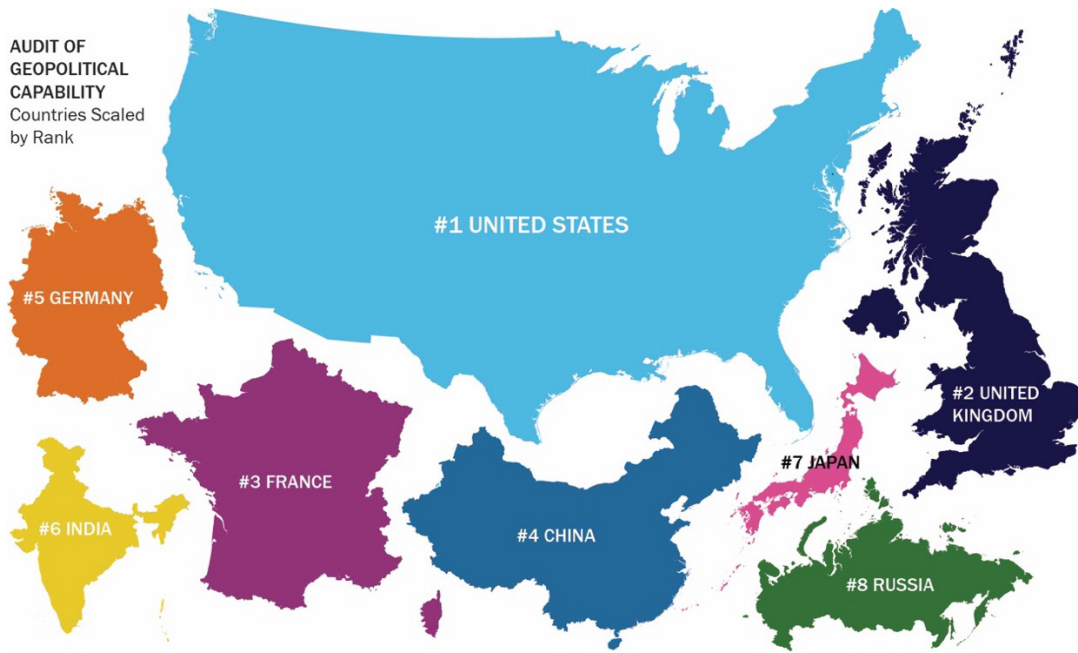 AUDIT OF
GEOPOLITICAL
CAPABILITY
Countries Scaled
by Rank
#1 UNITED STATES
#5 GERMANY
#2 UNITED
KINGDOM
#7 JAPAN
#3 FRANCE
#6 INDIA
#4 CHINA
#8 RUSSIA